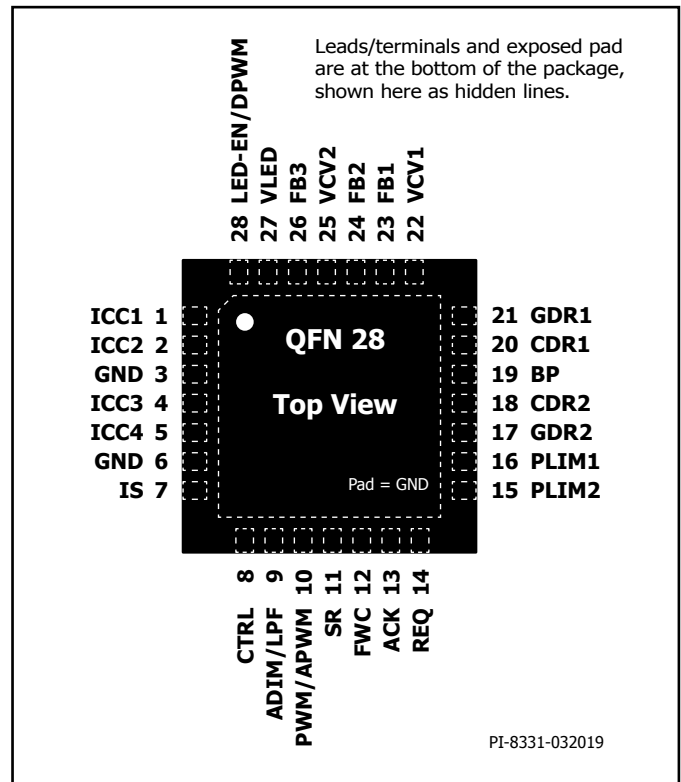 Leads/terminals and exposed pad
are at the bottom of the package,
shown here as hidden lines.
28 LED-EN/DPWM
27 VLED
26 FB3
25 VCV2
24 FB2
23 FB1
22 VCV1
ICC1 1
ICC2 2
GND 3
ICC3 4
ICC4 5
GND 6
IS 7
QFN 28
Top View
Pad = GND
21 GDR1
20 CDR1
19 BP
18 CDR2
17 GDR2
16 PLIM1
15 PLIM2
CTRL 8
ADIM/LPF 9
PWM/APWM 10
SR 11
FWC 12
ACK 13
REQ 14
PI-8331-032019